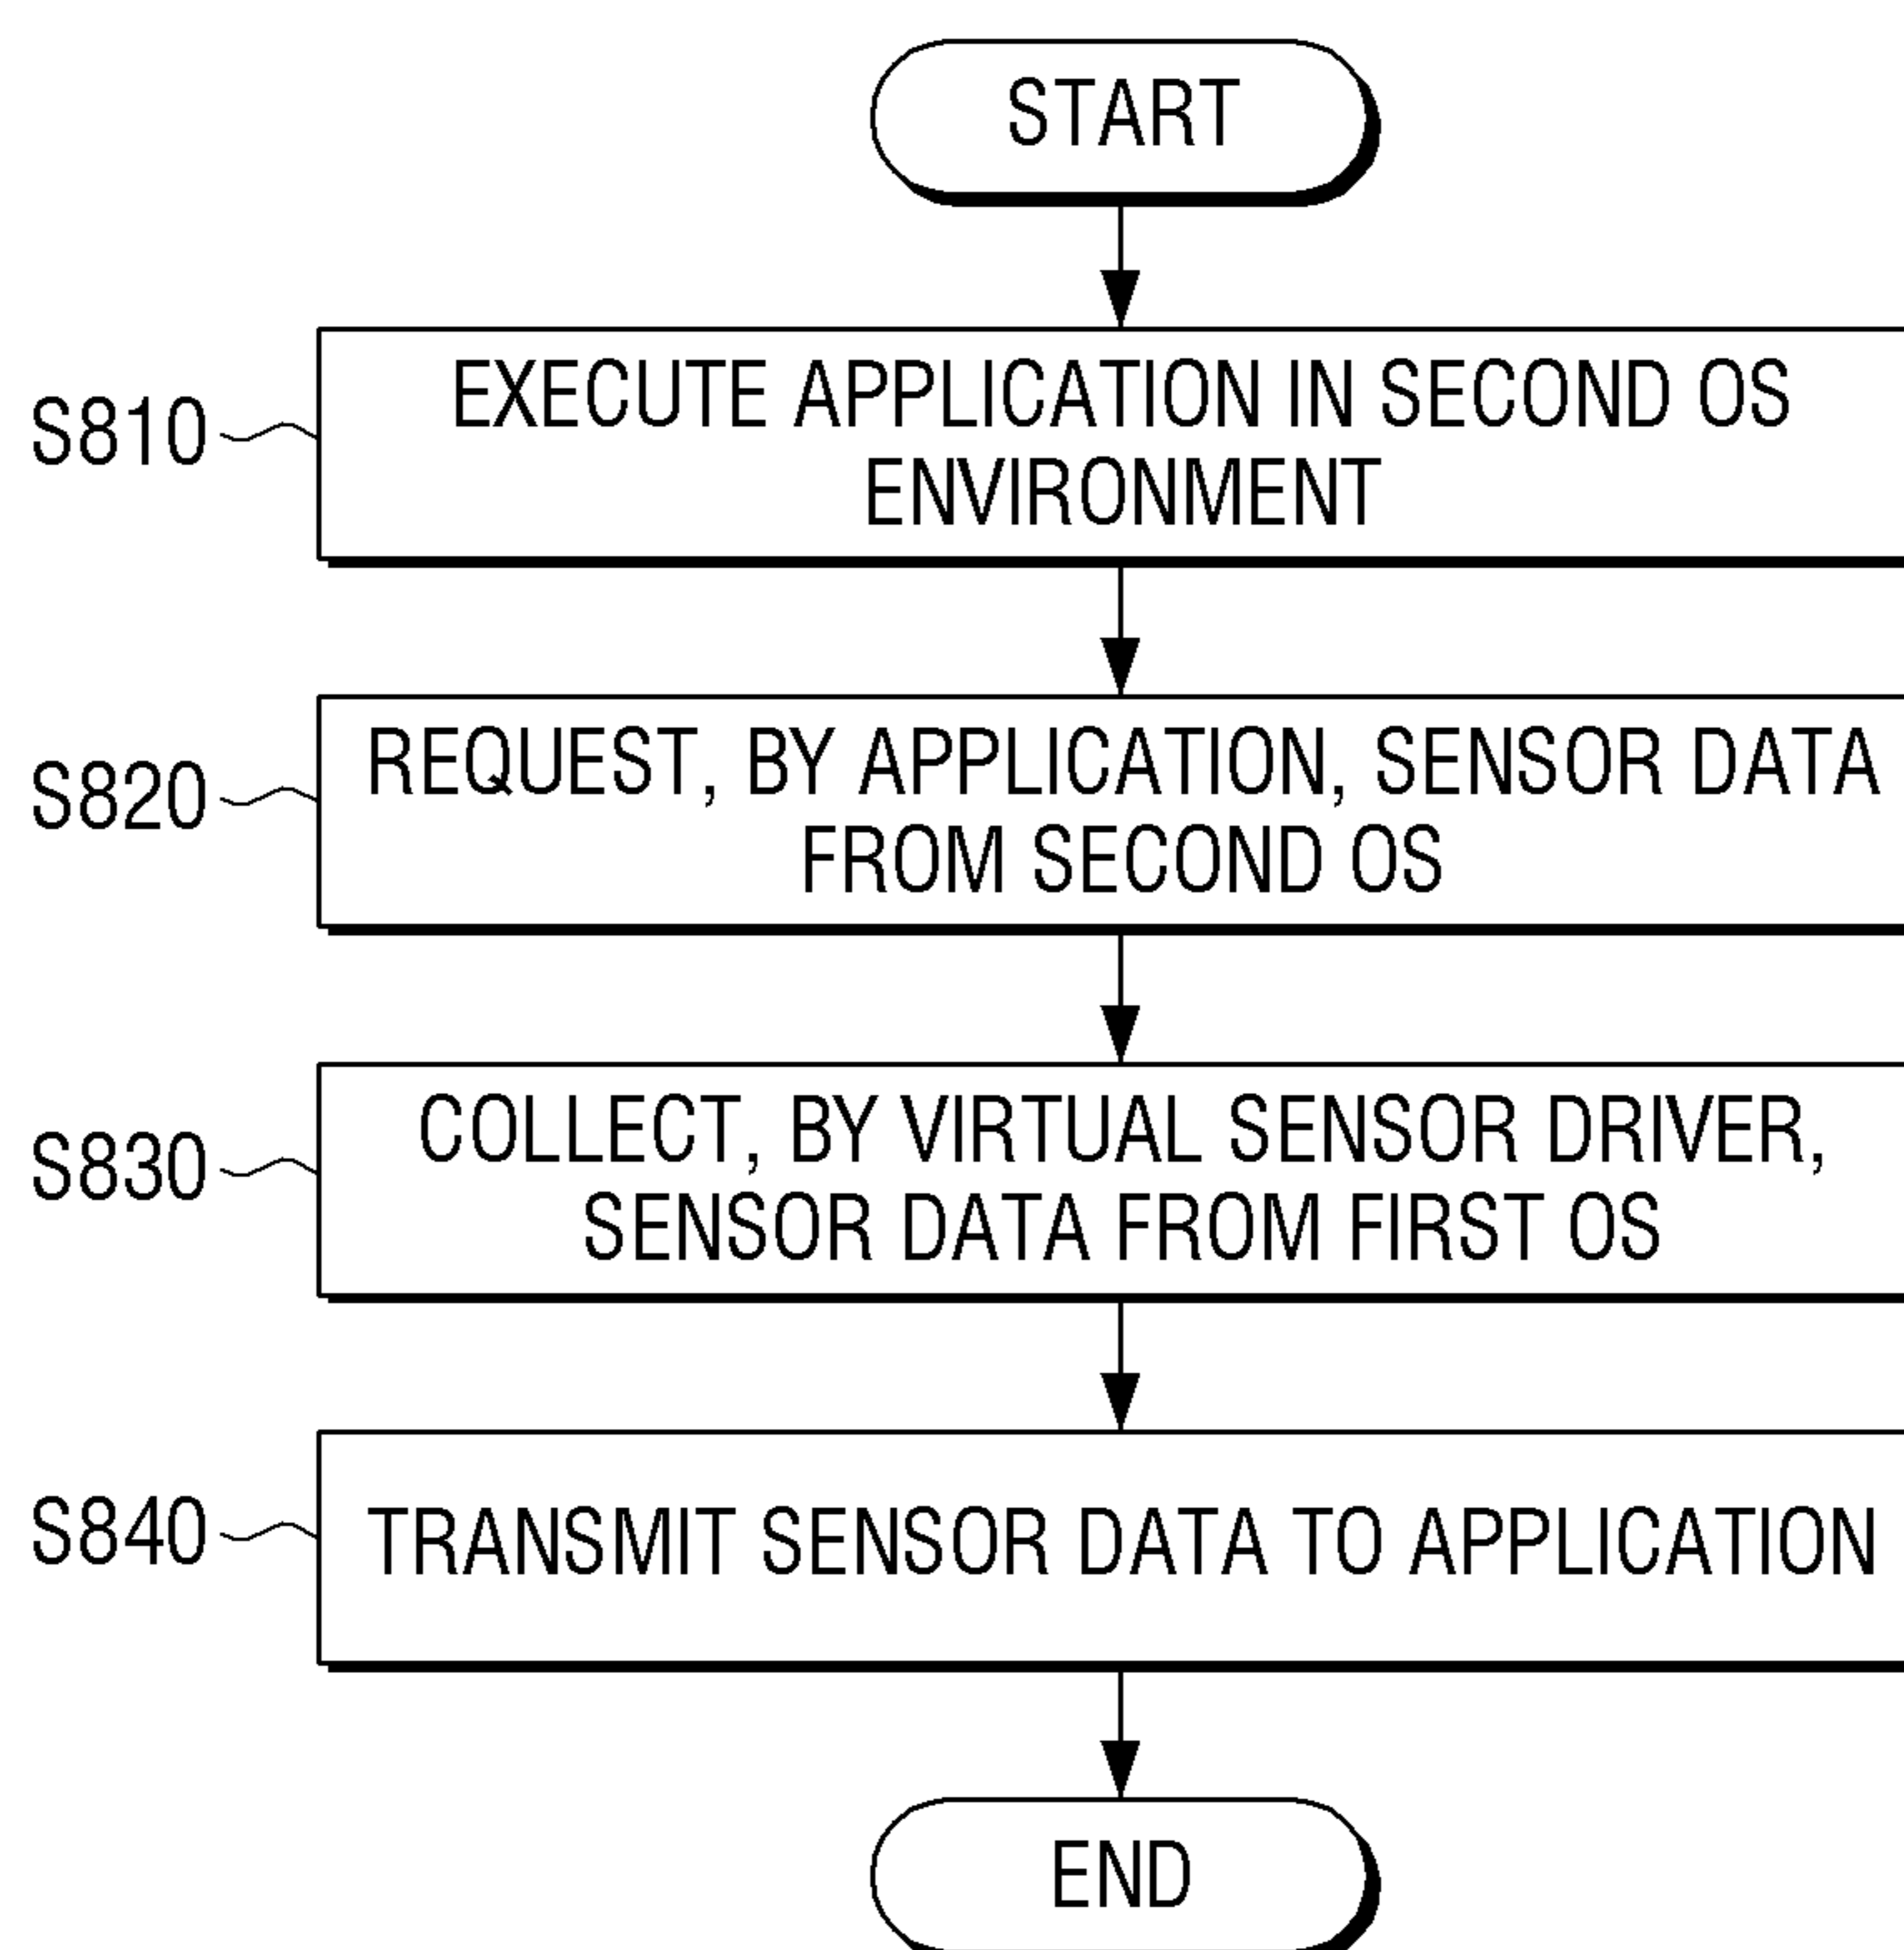 START
S810
EXECUTE APPLICATION IN SECOND OS
ENVIRONMENT
S820
REQUEST, BY APPLICATION, SENSOR DATA
FROM SECOND OS
S830
COLLECT, BY VIRTUAL SENSOR DRIVER,
SENSOR DATA FROM FIRST OS
S840
TRANSMIT SENSOR DATA TO APPLICATION
END